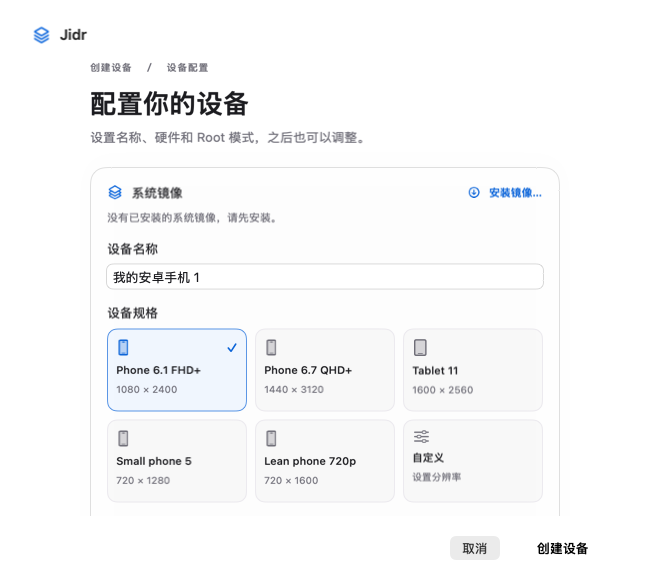 Jidr
创建设备 / 设备配置
配置你的设备
设置名称、硬件和 Root 模式，之后也可以调整。
系统镜像
安装镜像...
没有已安装的系统镜像，请先安装。
设备名称
我的安卓手机 1
设备规格
Phone 6.1 FHD+
1080 × 2400
Phone 6.7 QHD+
1440 × 3120
Tablet 11
1600 × 2560
Small phone 5
720 × 1280
Lean phone 720p
720 × 1600
自定义
设置分辨率
取消
创建设备